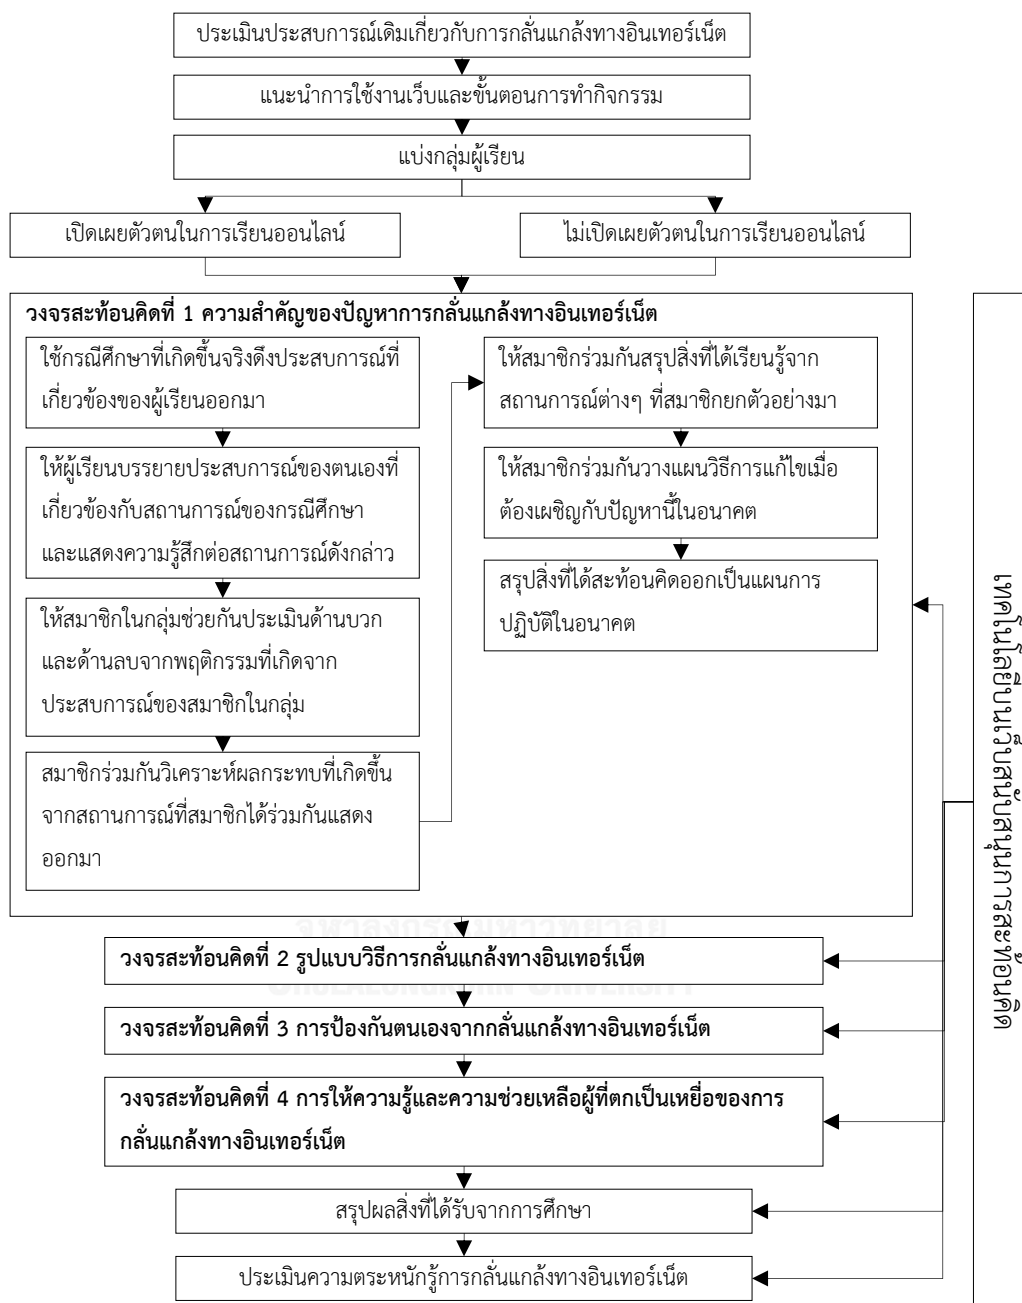 ประเมินประสบการณ์เดิมเกี่ยวกับการกลั่นแกล้งทางอินเทอร์เน็ต
แนะนำการใช้งานเว็บและขั้นตอนการทำกิจกรรม
แบ่งกลุ่มผู้เรียน
เปิดเผยตัวตนในการเรียนออนไลน์
ไม่เปิดเผยตัวตนในการเรียนออนไลน์
วงจรสะท้อนคิดที่ 1 ความสำคัญของปัญหาการกลั่นแกล้งทางอินเทอร์เน็ต
ใช้กรณีศึกษาที่เกิดขึ้นจริงดึงประสบการณ์ที่
เกี่ยวข้องของผู้เรียนออกมา
ให้ผู้เรียนบรรยายประสบการณ์ของตนเองที่
เกี่ยวข้องกับสถานการณ์ของกรณีศึกษา
และแสดงความรู้สึกต่อสถานการณ์ดังกล่าว
ให้สมาชิกในกลุ่มช่วยกันประเมินด้านบวก
และด้านลบจากพฤติกรรมที่เกิดจาก
ประสบการณ์ของสมาชิกในกลุ่ม
สมาชิกร่วมกันวิเคราะห์ผลกระทบที่เกิดขึ้น
จากสถานการณ์ที่สมาชิกได้ร่วมกันแสดง
ออกมา
ให้สมาชิกร่วมกันสรุปสิ่งที่ได้เรียนรู้จาก
สถานการณ์ต่างๆ ที่สมาชิกยกตัวอย่างมา
ให้สมาชิกร่วมกันวางแผนวิธีการแก้ไขเมื่อ
ต้องเผชิญกับปัญหานี้ในอนาคต
สรุปสิ่งที่ได้สะท้อนคิดออกเป็นแผนการ
ปฏิบัติในอนาคต
จุฬาลงกรณ์มหาวิทยาลัย
วงจรสะท้อนคิดที่ 2 รูปแบบวิธีการกลั่นแกล้งทางอินเทอร์เน็ต
CHULALONGKORN UNIVERSITY
วงจรสะท้อนคิดที่ 3 การป้องกันตนเองจากกลั่นแกล้งทางอินเทอร์เน็ต
วงจรสะท้อนคิดที่ 4 การให้ความรู้และความช่วยเหลือผู้ที่ตกเป็นเหยื่อของการ
กลั่นแกล้งทางอินเทอร์เน็ต
สรุปผลสิ่งที่ได้รับจากการศึกษา
ประเมินความตระหนักรู้การกลั่นแกล้งทางอินเทอร์เน็ต
เทคโนโลยีบนเว็บสนับสนุนการสะท้อนคิด